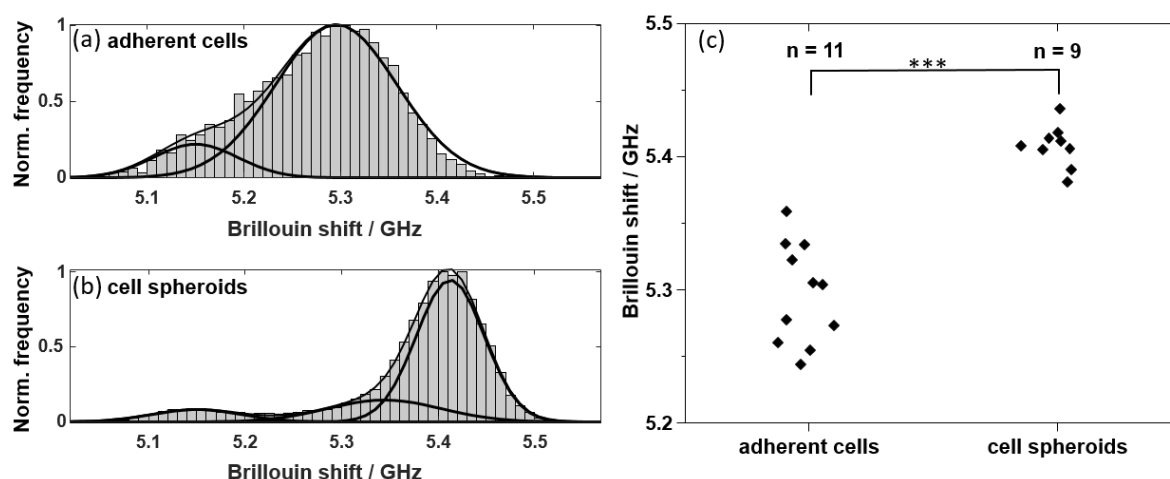 (a) adherent cells
Norm. frequency
1
0.5
0
5.1 5.2 5.3 5.4 5.5
Brillouin shift / GHz
(b) cell spheroids
Norm. frequency
1
0.5
0
5.1 5.2 5.3 5.4 5.5
Brillouin shift / GHz
(c)
n = 11 n = 9
***
Brillouin shift / GHz
5.5
5.4
5.3
5.2
adherent cells cell spheroids